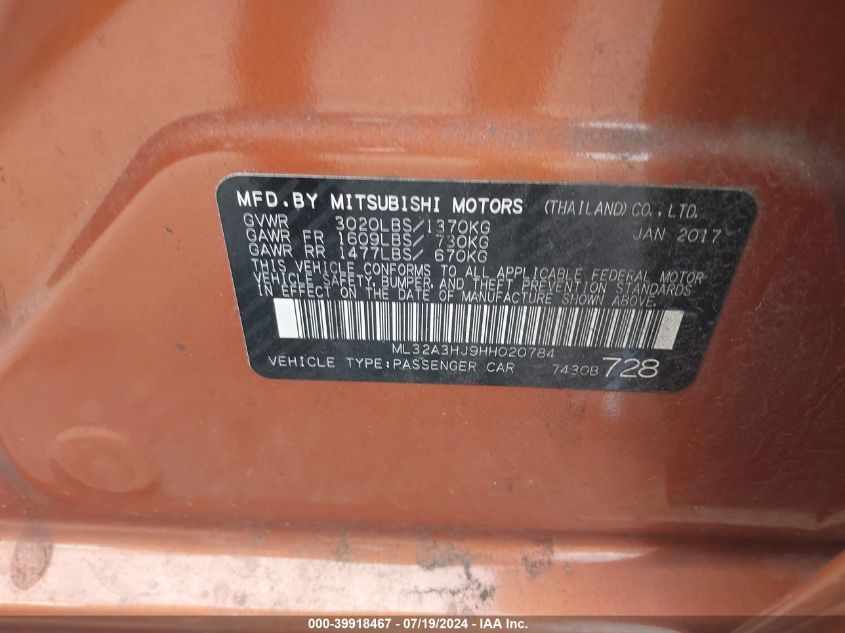 MFD.BY MITSUBISHI MOTORS (THAILAND) CO., LTD.
GVWR 3020LBS/1370KG JAN 2017
GAWR FR 1609LBS/ 730KG
GAWR RR 1477LBS/ 670KG
THIS VEHICLE CONFORMS TO ALL APPLICABLE FEDERAL MOTOR
VEHICLE SAFETY, BUMPER, AND THEFT PREVENTION STANDARDS
IN EFFECT ON THE DATE OF MANUFACTURE SHOWN ABOVE.
ML32A3HJ9HH020784
VEHICLE TYPE:PASSENGER CAR 7430B 728
000-39918467 - 07/19/2024 - IAA Inc.